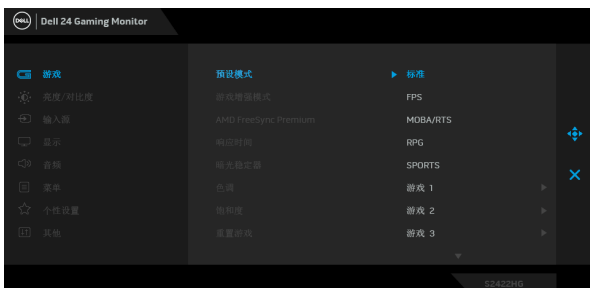 DELL Dell 24 Gaming Monitor
游戏 预设模式 标准
亮度/对比度 游戏增强模式 FPS
输入源 AMD FreeSync Premium MOBA/RTS
显示 响应时间 RPG
音频 暗光稳定器 SPORTS
菜单 色调 游戏 1
个性设置 饱和度 游戏 2
其他 重置游戏 游戏 3
S2422HG